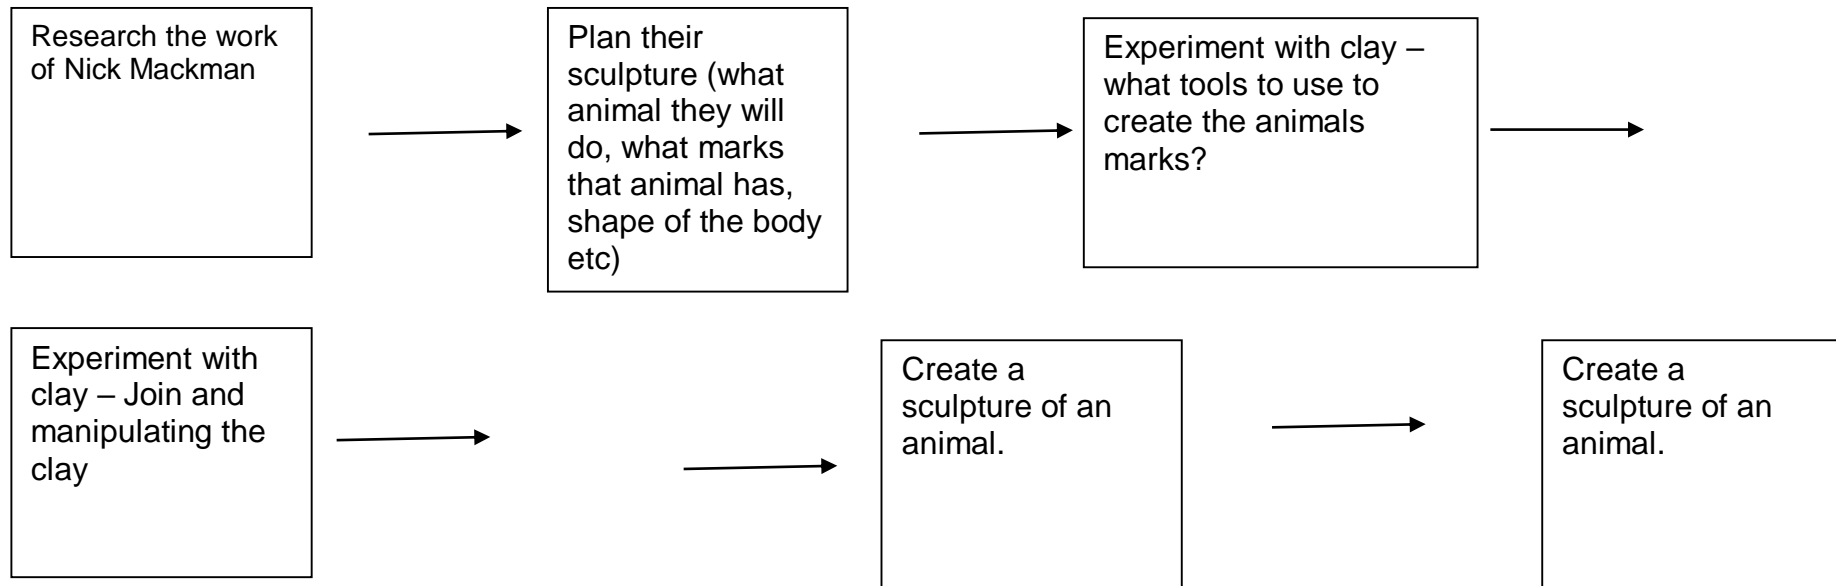 Research the work
of Nick Mackman
Plan their
sculpture (what
animal they will
do, what marks
that animal has,
shape of the body
etc)
Experiment with clay –
what tools to use to
create the animals
marks?
Experiment with
clay – Join and
manipulating the
clay
Create a
sculpture of an
animal.
Create a
sculpture of an
animal.